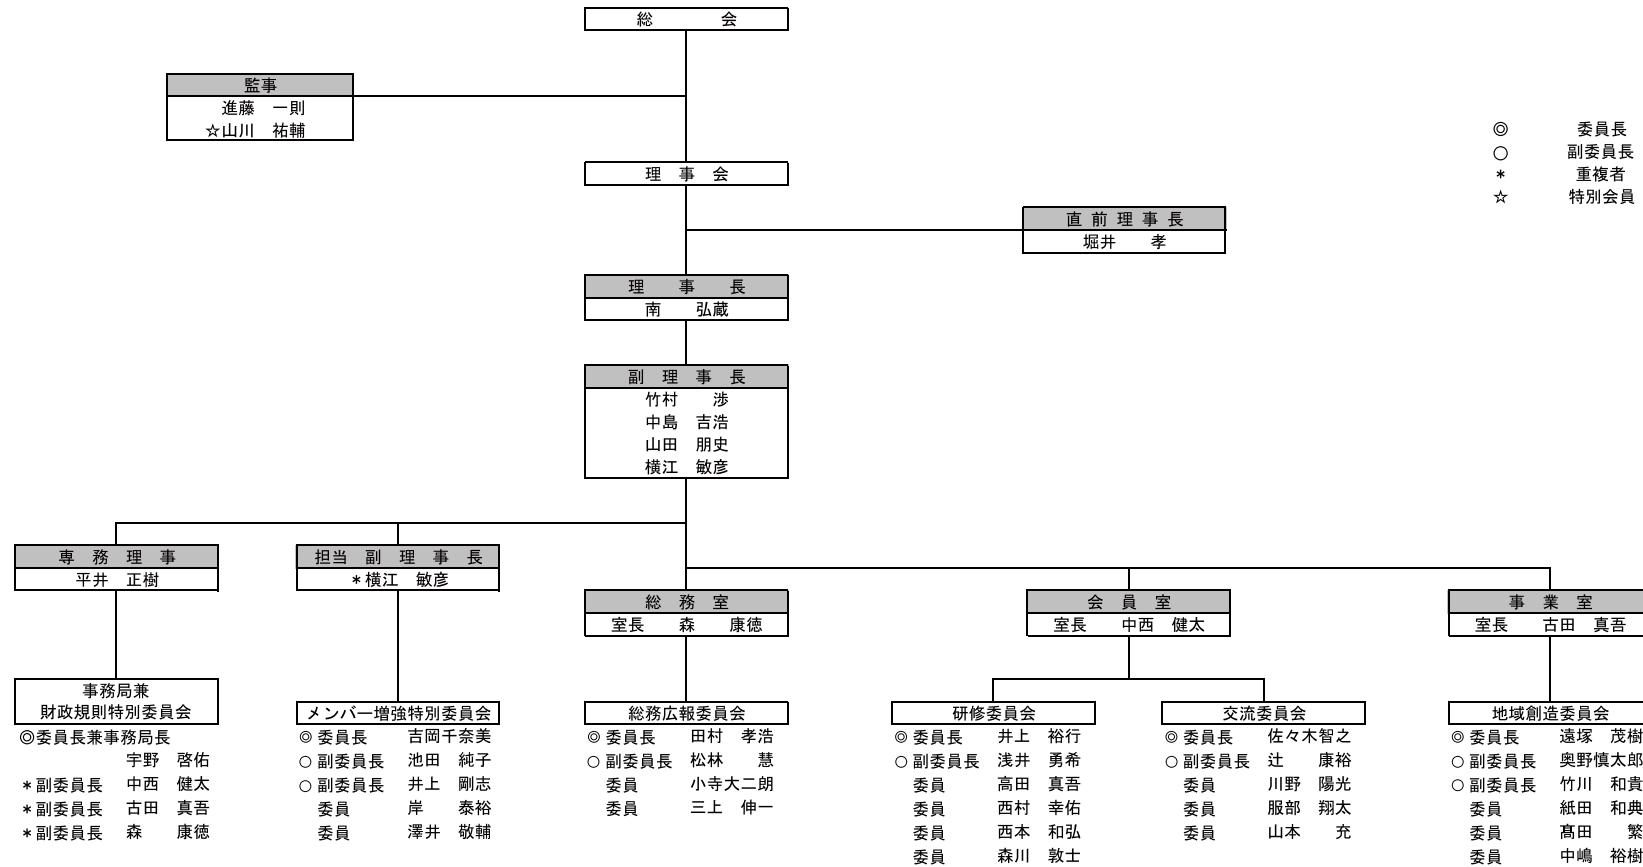 総　会
監事
進藤　一則
☆山川　祐輔
◎　委員長
○　副委員長
＊　重複者
☆　特別会員
理　事　会
直 前 理 事 長
堀井　孝
理　事　長
南　弘蔵
副　理　事　長
竹村　渉
中島　吉浩
山田　朋史
横江　敏彦
専　務　理　事
平井　正樹
担当　副　理　事　長
＊横江　敏彦
総　務　室
室長　森　康徳
会　員　室
室長　中西　健太
事　業　室
室長　古田　真吾
事務局兼
財政規則特別委員会
◎委員長兼事務局長
宇野　啓佑
＊副委員長　中西　健太
＊副委員長　古田　真吾
＊副委員長　森　康徳
メンバー増強特別委員会
◎ 委員長　吉岡千奈美
○ 副委員長　池田　純子
○ 副委員長　井上　剛志
委員　岸　泰裕
委員　澤井　敬輔
総務広報委員会
◎ 委員長　田村　孝浩
○ 副委員長　松林　慧
委員　小寺大二朗
委員　三上　伸一
研修委員会
◎ 委員長　井上　裕行
○ 副委員長　浅井　勇希
委員　高田　真吾
委員　西村　幸佑
委員　西本　和弘
委員　森川　敦士
交流委員会
◎ 委員長　佐々木智之
○ 副委員長　辻　康裕
委員　川野　陽光
委員　服部　翔太
委員　山本　充
地域創造委員会
◎ 委員長　遠塚　茂樹
○ 副委員長　奥野慎太郎
○ 副委員長　竹川　和貴
委員　紙田　和典
委員　髙田　繁
委員　中嶋　裕樹